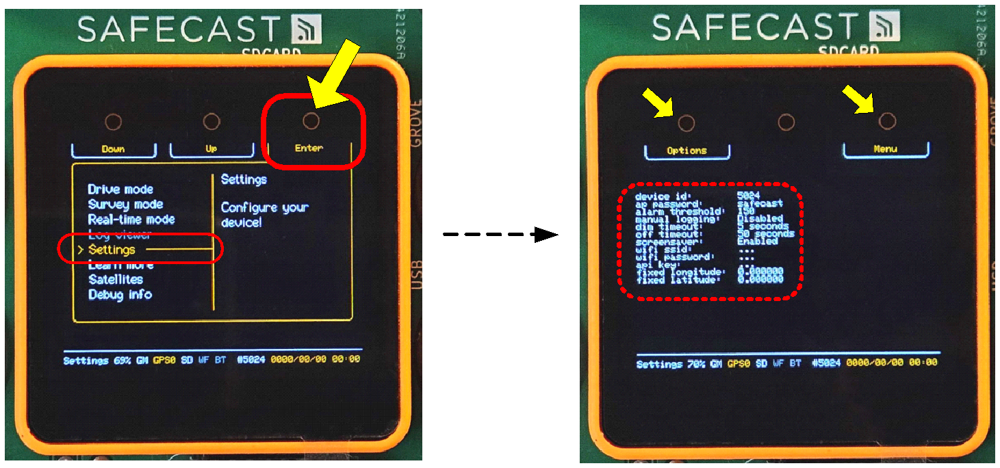 SAFECAST
SDCARD
421206A
GROVE
USB
Down Up Enter
Drive mode
Survey mode
Real-time mode
Log viewer
> Settings
Learn more
Satellites
Debug info
Settings
Configure your
device!
Settings 69% GM GPS0 SD WF BT #5024 0000/00/00 00:00
SAFECAST
SDCARD
421206A
GROVE
USB
Options Menu
device id: 5024
ap password: safecast
alarm threshold: 150
manual logging: Disabled
dim timeout: 5 seconds
off timeout: 50 seconds
screensaver: Enabled
wifi ssid: ...
wifi password: ...
api key: ...
fixed longitude: 0.000000
fixed latitude: 0.000000
Settings 70% GM GPS0 SD WF BT #5024 0000/00/00 00:00